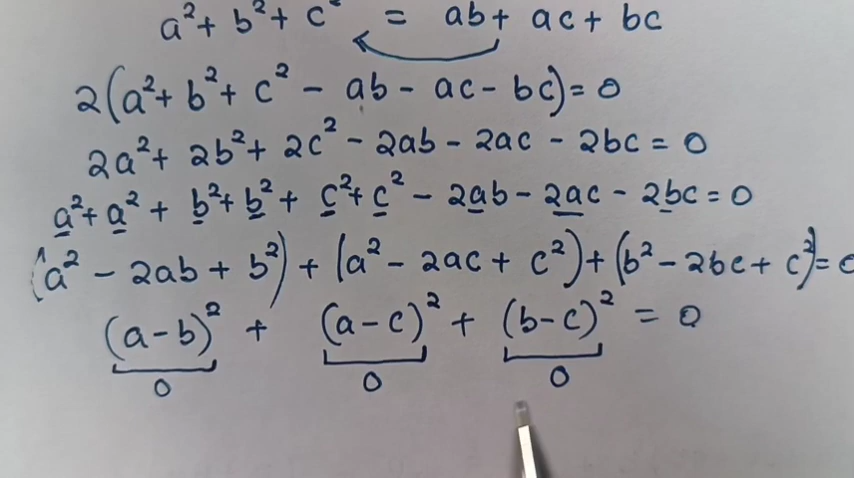 a² + b² + c² = ab + ac + bc
2(a² + b² + c² - ab - ac - bc) = 0
2a² + 2b² + 2c² - 2ab - 2ac - 2bc = 0
a² + a² + b² + b² + c² + c² - 2ab - 2ac - 2bc = 0
(a² - 2ab + b²) + (a² - 2ac + c²) + (b² - 2bc + c²) = 0
(a-b)² + (a-c)² + (b-c)² = 0
0 0 0